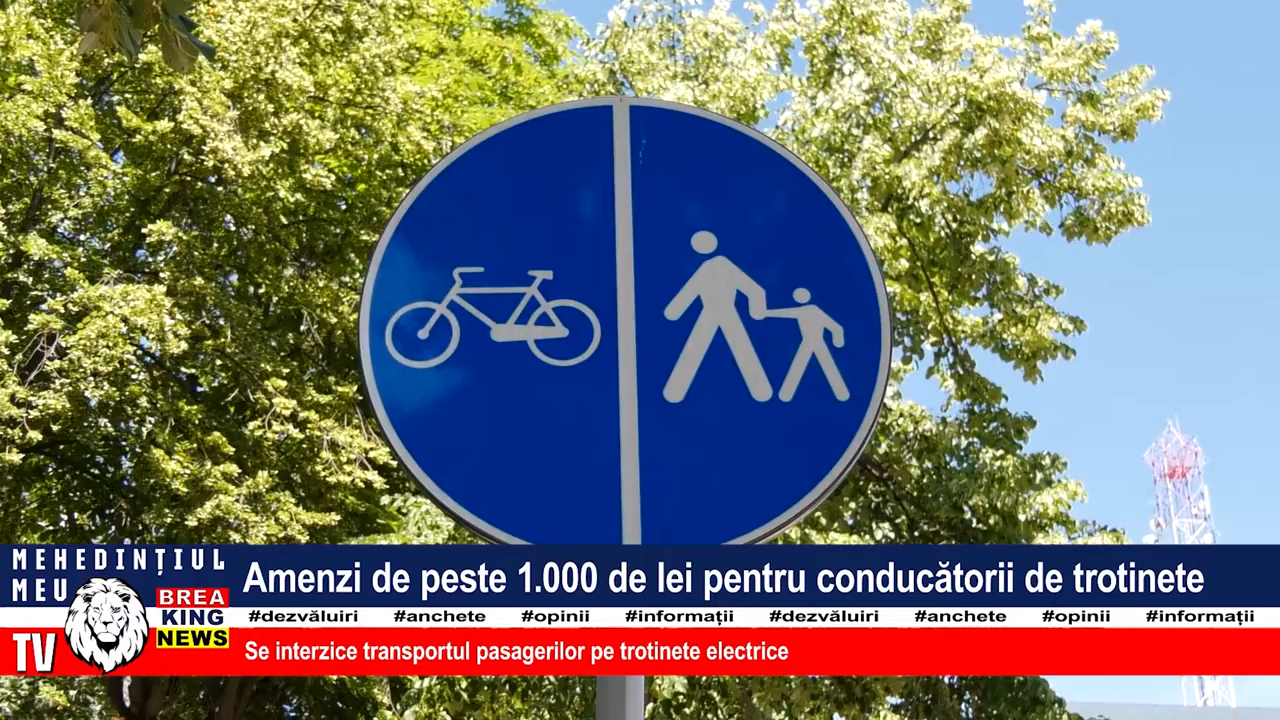 MEHEDINȚIUL
MEU
TV
BREA
KING
NEWS
Amenzi de peste 1.000 de lei pentru conducătorii de trotinete
#dezvăluiri #anchete #opinii #informații #dezvăluiri #anchete #opinii #informații
Se interzice transportul pasagerilor pe trotinete electrice